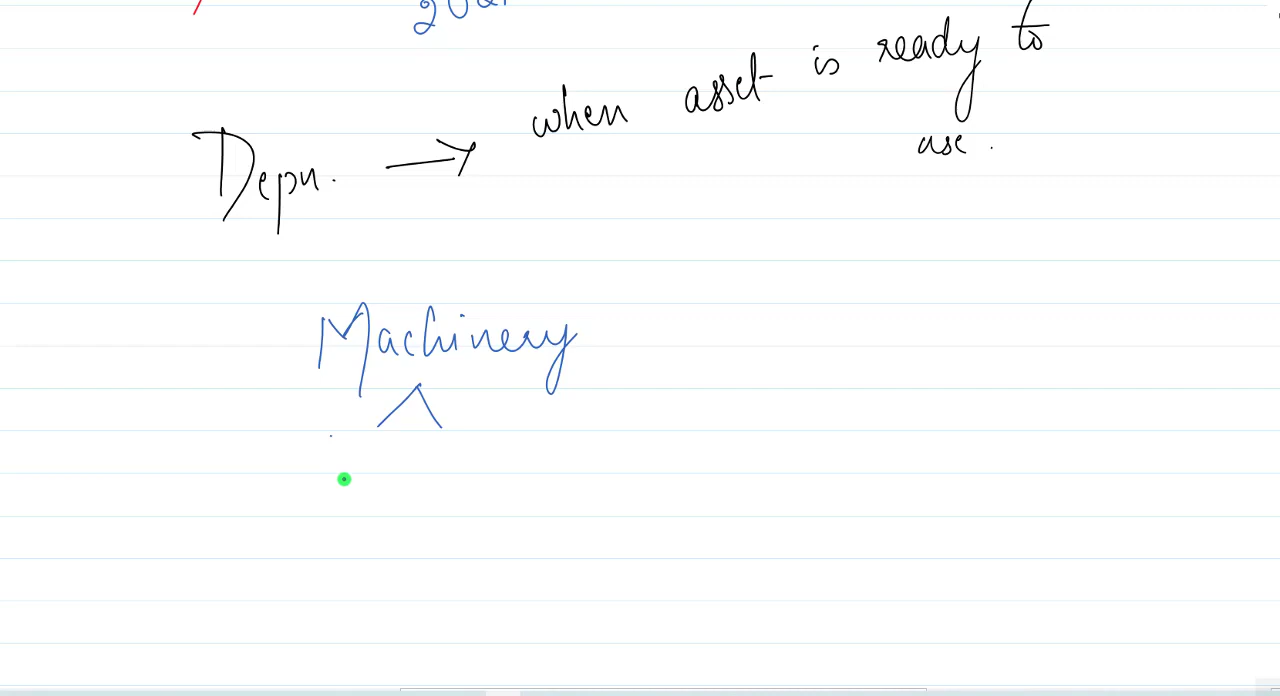 Depn. → when asset is ready to
use.
Machinery